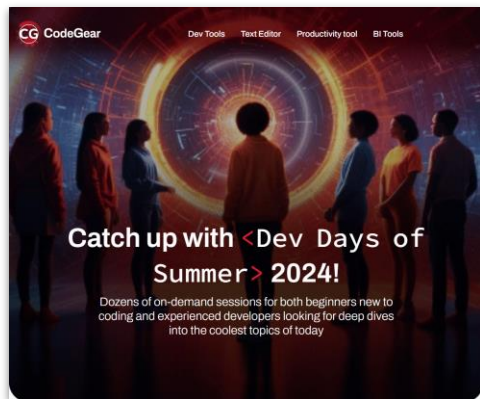 CG CodeGear
Dev Tools Text Editor Productivity tool BI Tools
Catch up with <Dev Days of
Summer> 2024!
Dozens of on-demand sessions for both beginners new to
coding and experienced developers looking for deep dives
into the coolest topics of today